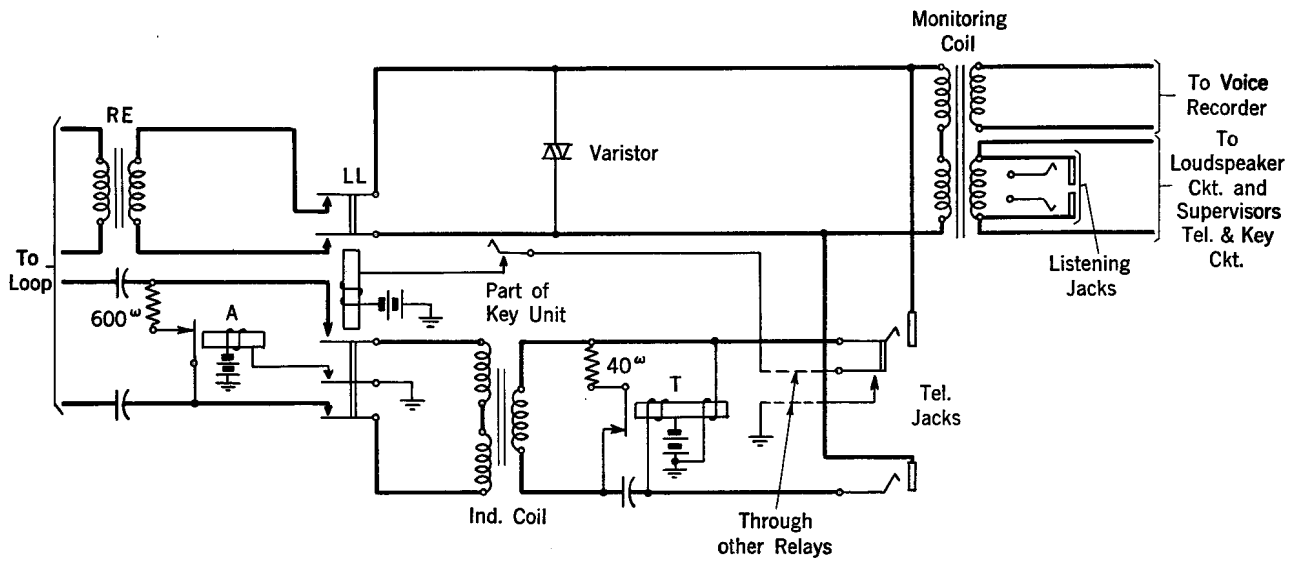 Monitoring
Coil
To Voice
Recorder
RE
LL
Varistor
To
Loudspeaker
Ckt. and
Supervisors
Tel. & Key
Ckt.
To
Loop
Listening
Jacks
Part of
Key Unit
600ω
A
40ω
T
Tel.
Jacks
Ind. Coil
Through
other Relays